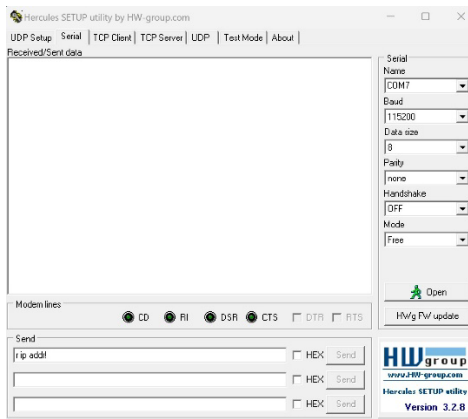 Hercules SETUP utility by HW-group.com
UDP Setup Serial TCP Client TCP Server UDP Test Mode About
Received/Sent data
Serial
Name
COM7
Baud
115200
Data size
8
Parity
none
Handshake
OFF
Mode
Free
Open
HWg FW update
Modem lines
CD RI DSR CTS DTR RTS
Send
r ip addr! HEX Send
HEX Send
HEX Send
HW group
www.HW-group.com
Hercules SETUP utility
Version 3.2.8